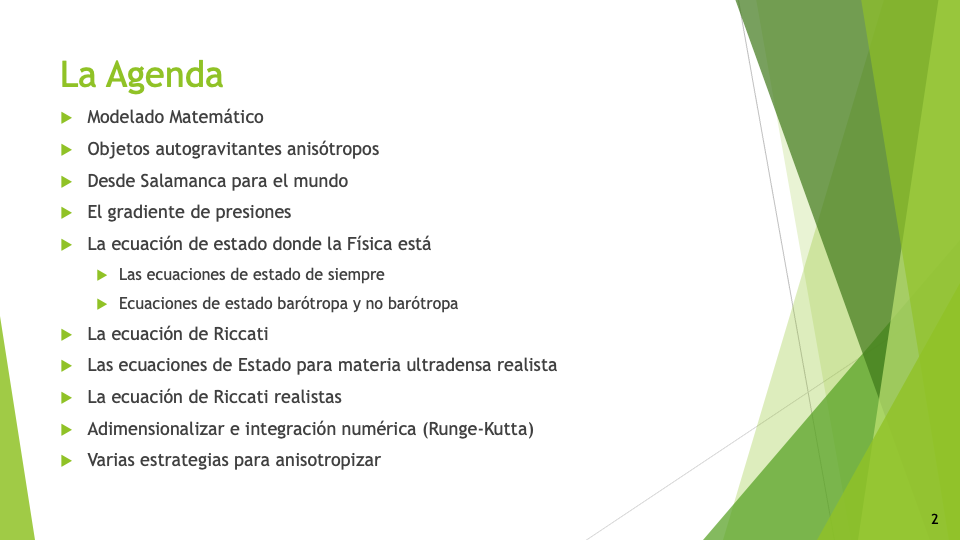 La Agenda
Modelado Matemático
Objetos autogravitantes anisótropos
Desde Salamanca para el mundo
El gradiente de presiones
La ecuación de estado donde la Física está
Las ecuaciones de estado de siempre
Ecuaciones de estado barótropa y no barótropa
La ecuación de Riccati
Las ecuaciones de Estado para materia ultradensa realista
La ecuación de Riccati realistas
Adimensionalizar e integración numérica (Runge-Kutta)
Varias estrategias para anisotropizar
2